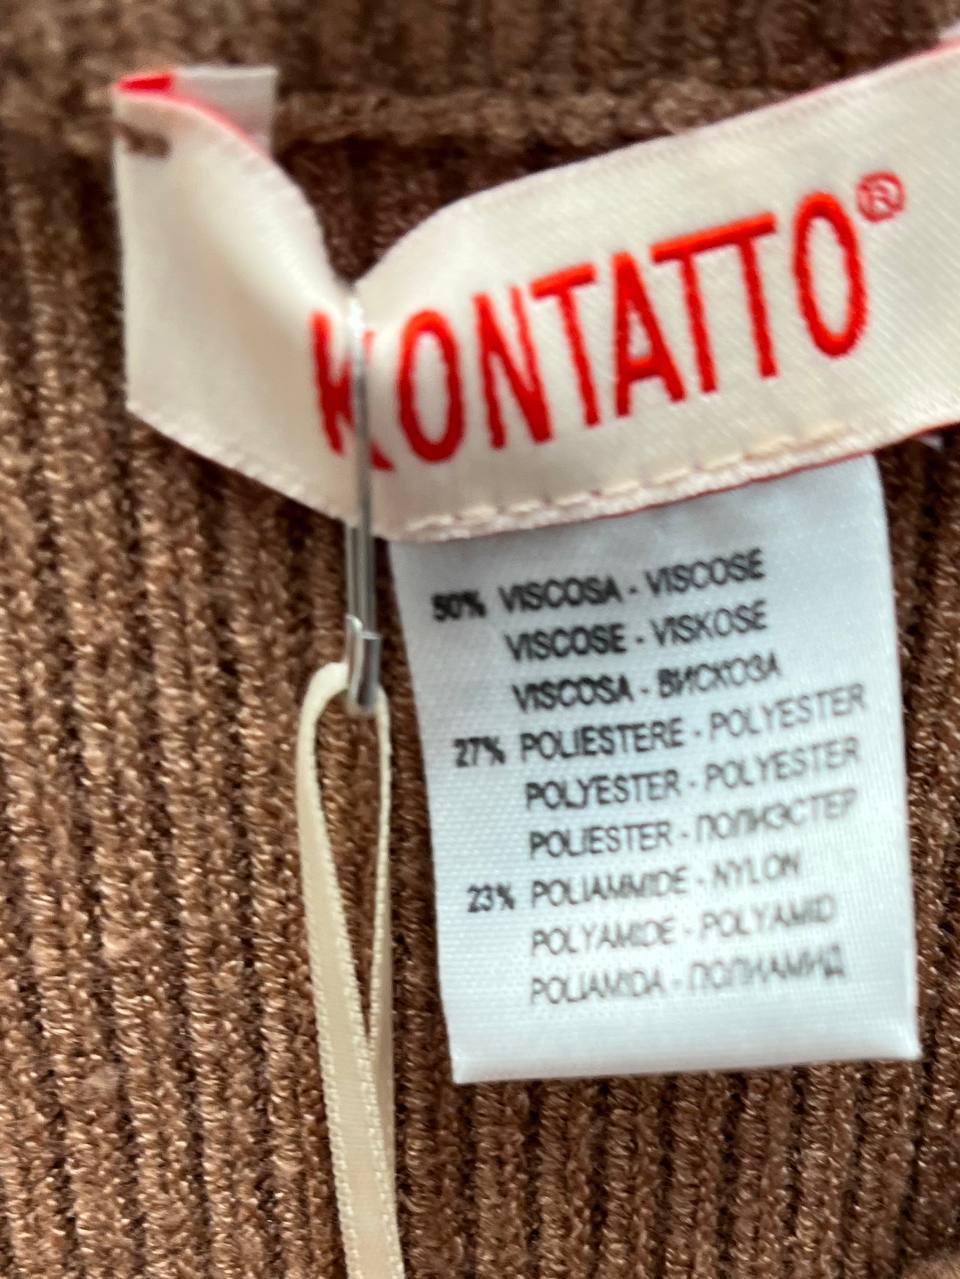 KONTATTO®
50% VISCOSA - VISCOSE
VISCOSE - VISKOSE
VISCOSA - ВИСКОЗА
27% POLIESTERE - POLYESTER
POLYESTER - POLYESTER
POLIESTER - ПОЛИЭСТЕР
23% POLIAMMIDE - NYLON
POLYAMIDE - POLYAMID
POLIAMIDA - ПОЛИАМИД